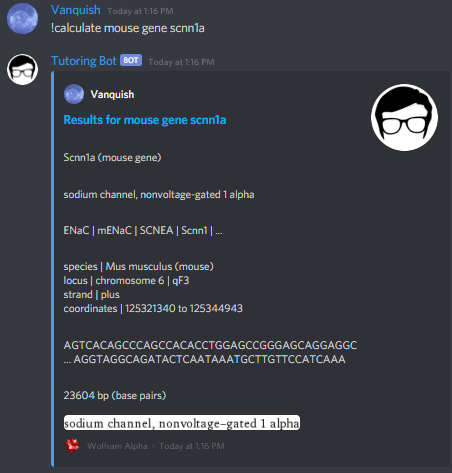 Vanquish Today at 1:16 PM
!calculate mouse gene scnn1a
Tutoring Bot BOT Today at 1:16 PM
Vanquish
Results for mouse gene scnn1a
Scnn1a (mouse gene)
sodium channel, nonvoltage-gated 1 alpha
ENaC | mENaC | SCNEA | Scnn1 | ...
species | Mus musculus (mouse)
locus | chromosome 6 | qF3
strand | plus
coordinates | 125321340 to 125344943
AGTCACAGCCCAGCCACACCTGGAGCCGGGAGCAGGAGGC
... AGGTAGGCAGATACTCAATAAATGCTTGTTCCATCAAA
23604 bp (base pairs)
sodium channel, nonvoltage-gated 1 alpha
Wolfram Alpha • Today at 1:16 PM